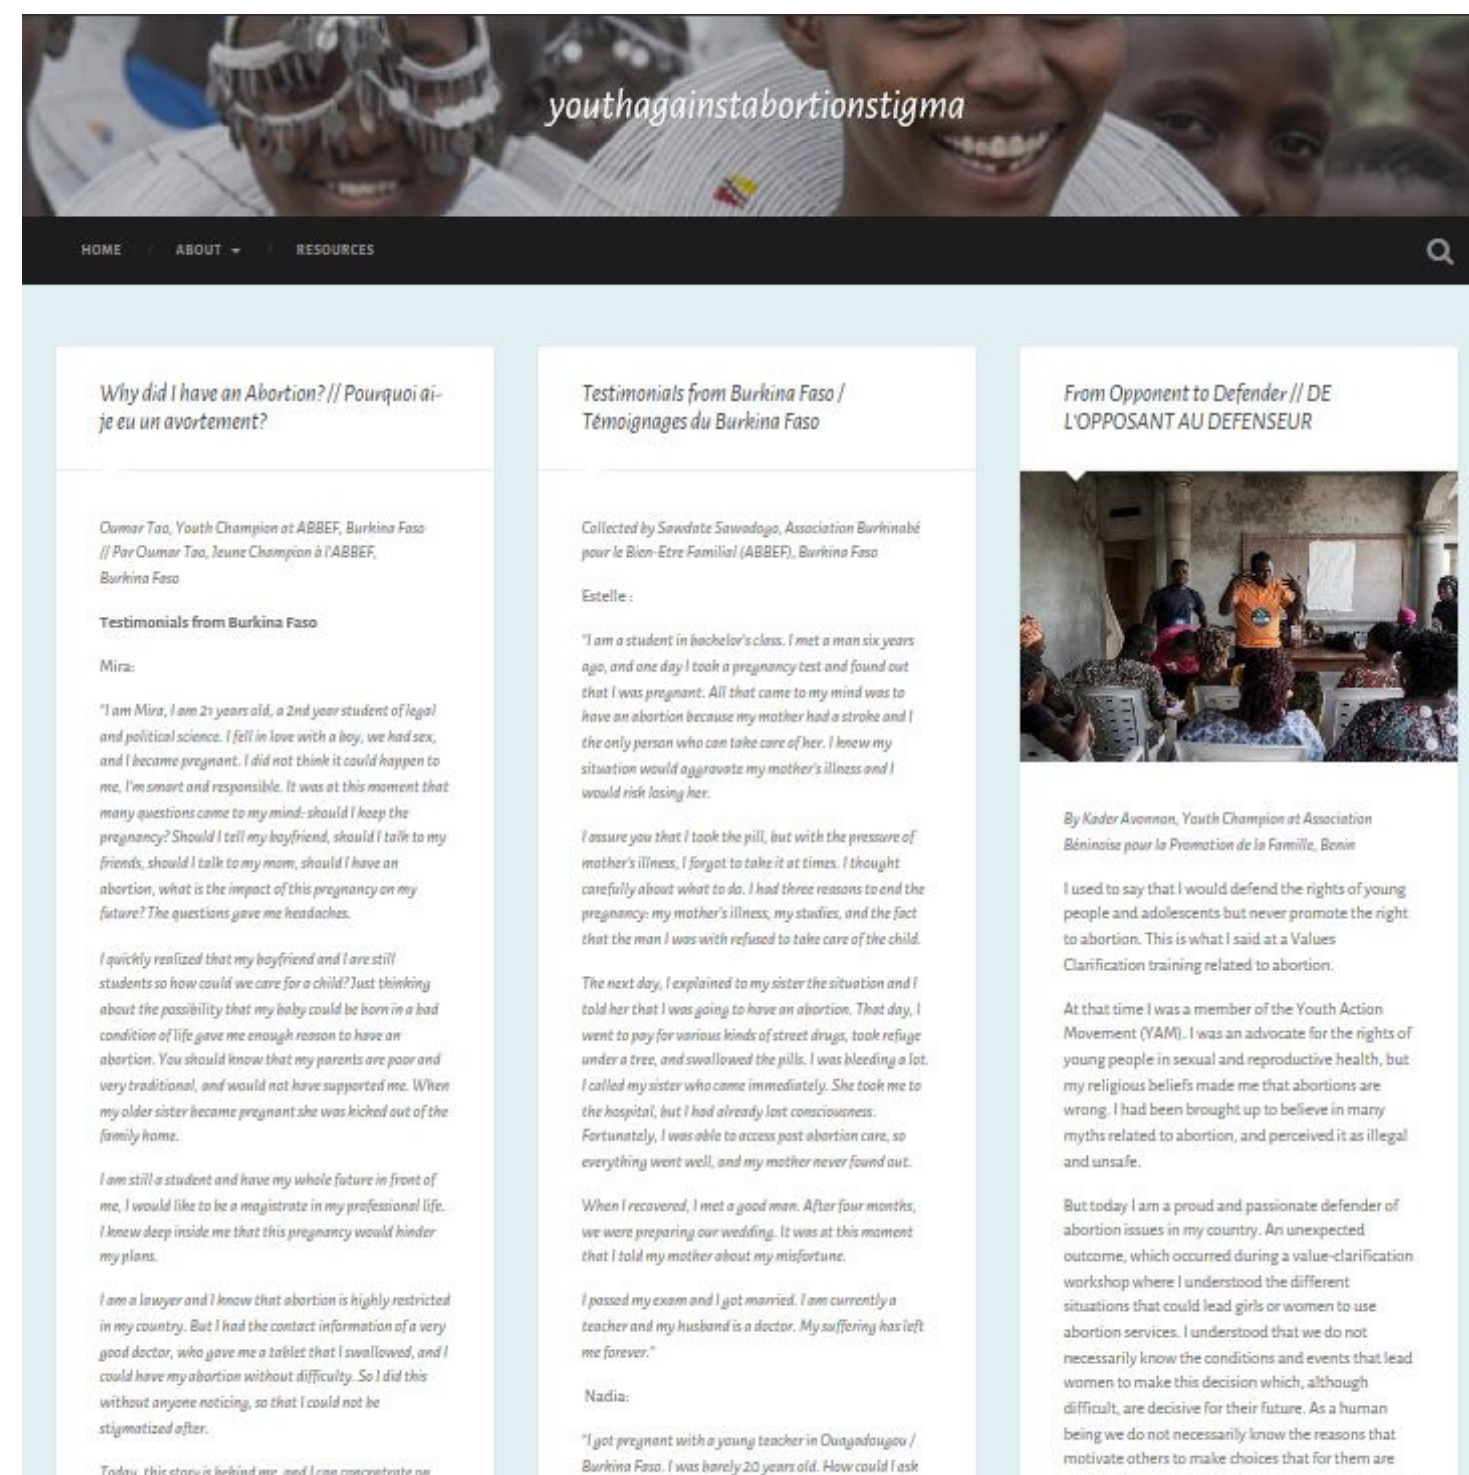 youthagainstabortionstigma
HOME / ABOUT / RESOURCES
Why did I have an Abortion? // Pourquoi ai-
je eu un avortement?
Oumar Tao, Youth Champion at ABBEF, Burkina Faso
// Par Oumar Tao, Jeune Champion à l'ABBEF,
Burkina Faso
Testimonials from Burkina Faso
Mira:
"I am Mira, I am 21 years old, a 2nd year student of legal
and political science. I fell in love with a boy, we had sex,
and I became pregnant. I did not think it could happen to
me, I'm smart and responsible. It was at this moment that
many questions come to my mind: should I keep the
pregnancy? Should I tell my boyfriend, should I talk to my
friends, should I talk to my mom, should I have an
abortion, what is the impact of this pregnancy on my
future? The questions gave me headaches.
I quickly realized that my boyfriend and I are still
students so how could we care for a child? Just thinking
about the possibility that my baby could be born in a bad
condition of life gave me enough reason to have an
abortion. You should know that my parents are poor and
very traditional, and would not have supported me. When
my older sister became pregnant she was kicked out of the
family home.
I am still a student and have my whole future in front of
me, I would like to be a magistrate in my professional life.
I knew deep inside me that this pregnancy would hinder
my plans.
I am a lawyer and I know that abortion is highly restricted
in my country. But I had the contact information of a very
good doctor, who gave me a tablet that I swallowed, and I
could have my abortion without difficulty. So I did this
without anyone noticing, so that I could not be
stigmatized after.
Today, this story is behind me, and I can concentrate on
Testimonials from Burkina Faso /
Témoignages du Burkina Faso
Collected by Sawdate Sawadogo, Association Burkinabé
pour le Bien-Etre Familial (ABBEF), Burkina Faso
Estelle :
"I am a student in bachelor's class. I met a man six years
ago, and one day I took a pregnancy test and found out
that I was pregnant. All that came to my mind was to
have an abortion because my mother had a stroke and I
the only person who can take care of her. I knew my
situation would aggravate my mother's illness and I
would risk losing her.
I assure you that I took the pill, but with the pressure of
mother's illness, I forgot to take it at times. I thought
carefully about what to do. I had three reasons to end the
pregnancy: my mother's illness, my studies, and the fact
that the man I was with refused to take care of the child.
The next day, I explained to my sister the situation and I
told her that I was going to have an abortion. That day, I
went to pay for various kinds of street drugs, took refuge
under a tree, and swallowed the pills. I was bleeding a lot.
I called my sister who came immediately. She took me to
the hospital, but I had already lost consciousness.
Fortunately, I was able to access post abortion care, so
everything went well, and my mother never found out.
When I recovered, I met a good man. After four months,
we were preparing our wedding. It was at this moment
that I told my mother about my misfortune.
I passed my exam and I got married. I am currently a
teacher and my husband is a doctor. My suffering has left
me forever."
Nadia:
"I got pregnant with a young teacher in Ouagadougou /
Burkina Faso. I was barely 20 years old. How could I ask
From Opponent to Defender // DE
L'OPPOSANT AU DEFENSEUR
By Kader Avonnon, Youth Champion at Association
Béninoise pour la Promotion de la Famille, Benin
I used to say that I would defend the rights of young
people and adolescents but never promote the right
to abortion. This is what I said at a Values
Clarification training related to abortion.
At that time I was a member of the Youth Action
Movement (YAM). I was an advocate for the rights of
young people in sexual and reproductive health, but
my religious beliefs made me that abortions are
wrong. I had been brought up to believe in many
myths related to abortion, and perceived it as illegal
and unsafe.
But today I am a proud and passionate defender of
abortion issues in my country. An unexpected
outcome, which occurred during a value-clarification
workshop where I understood the different
situations that could lead girls or women to use
abortion services. I understood that we do not
necessarily know the conditions and events that lead
women to make this decision which, although
difficult, are decisive for their future. As a human
being we do not necessarily know the reasons that
motivate others to make choices that for them are